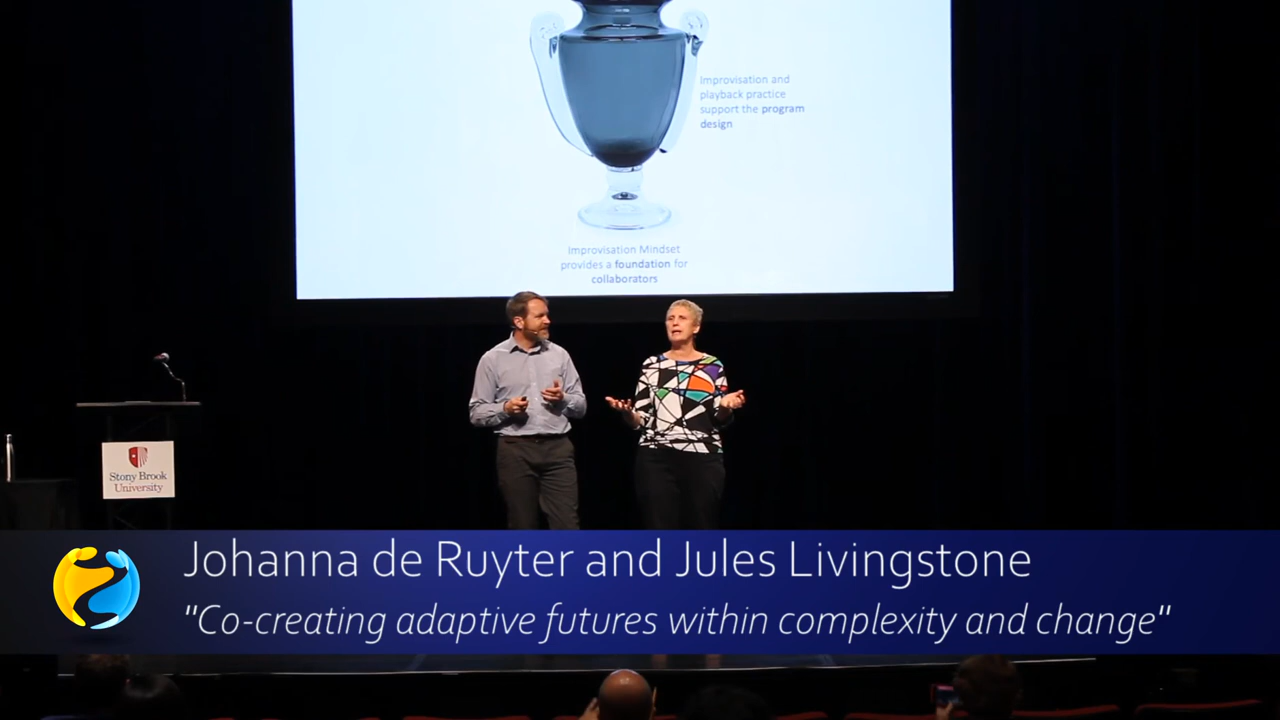 Improvisation and
playback practice
support the program
design
Improvisation Mindset
provides a foundation for
collaborators
Stony Brook
University
Johanna de Ruyter and Jules Livingstone
"Co-creating adaptive futures within complexity and change"